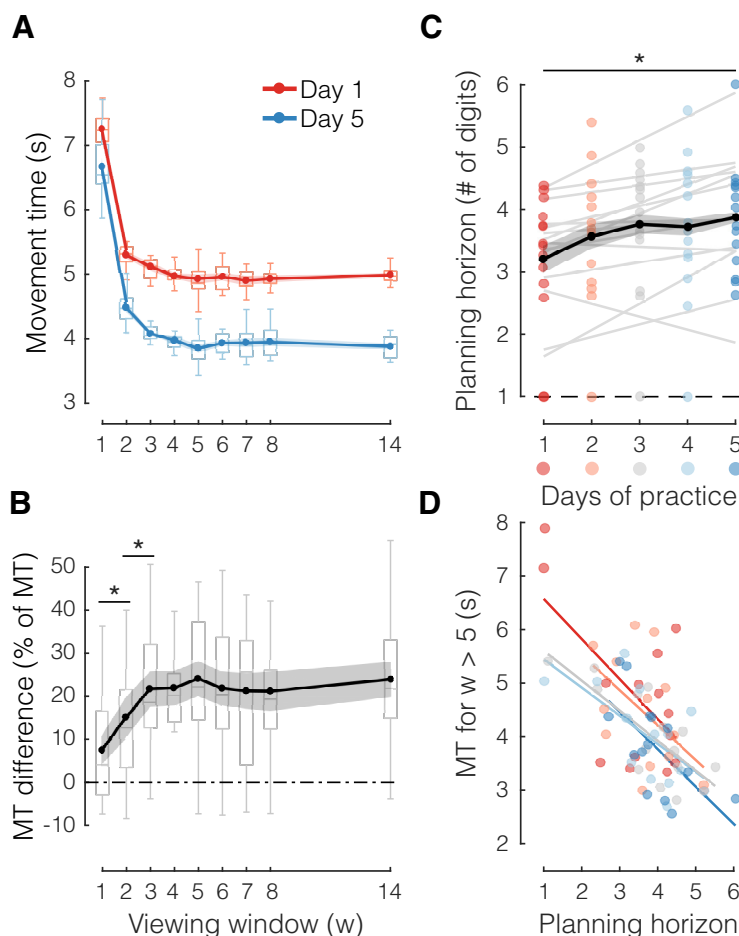 A
Movement time (s)
8
7
6
5
4
3
Day 1
Day 5
1 2 3 4 5 6 7 8 14
B
MT difference (% of MT)
50
40
30
20
10
0
-10
* *
1 2 3 4 5 6 7 8 14
Viewing window (w)
C
Planning horizon (# of digits)
*
6
5
4
3
2
1
1 2 3 4 5
Days of practice
D
MT for w > 5 (s)
8
7
6
5
4
3
2
1 2 3 4 5 6
Planning horizon